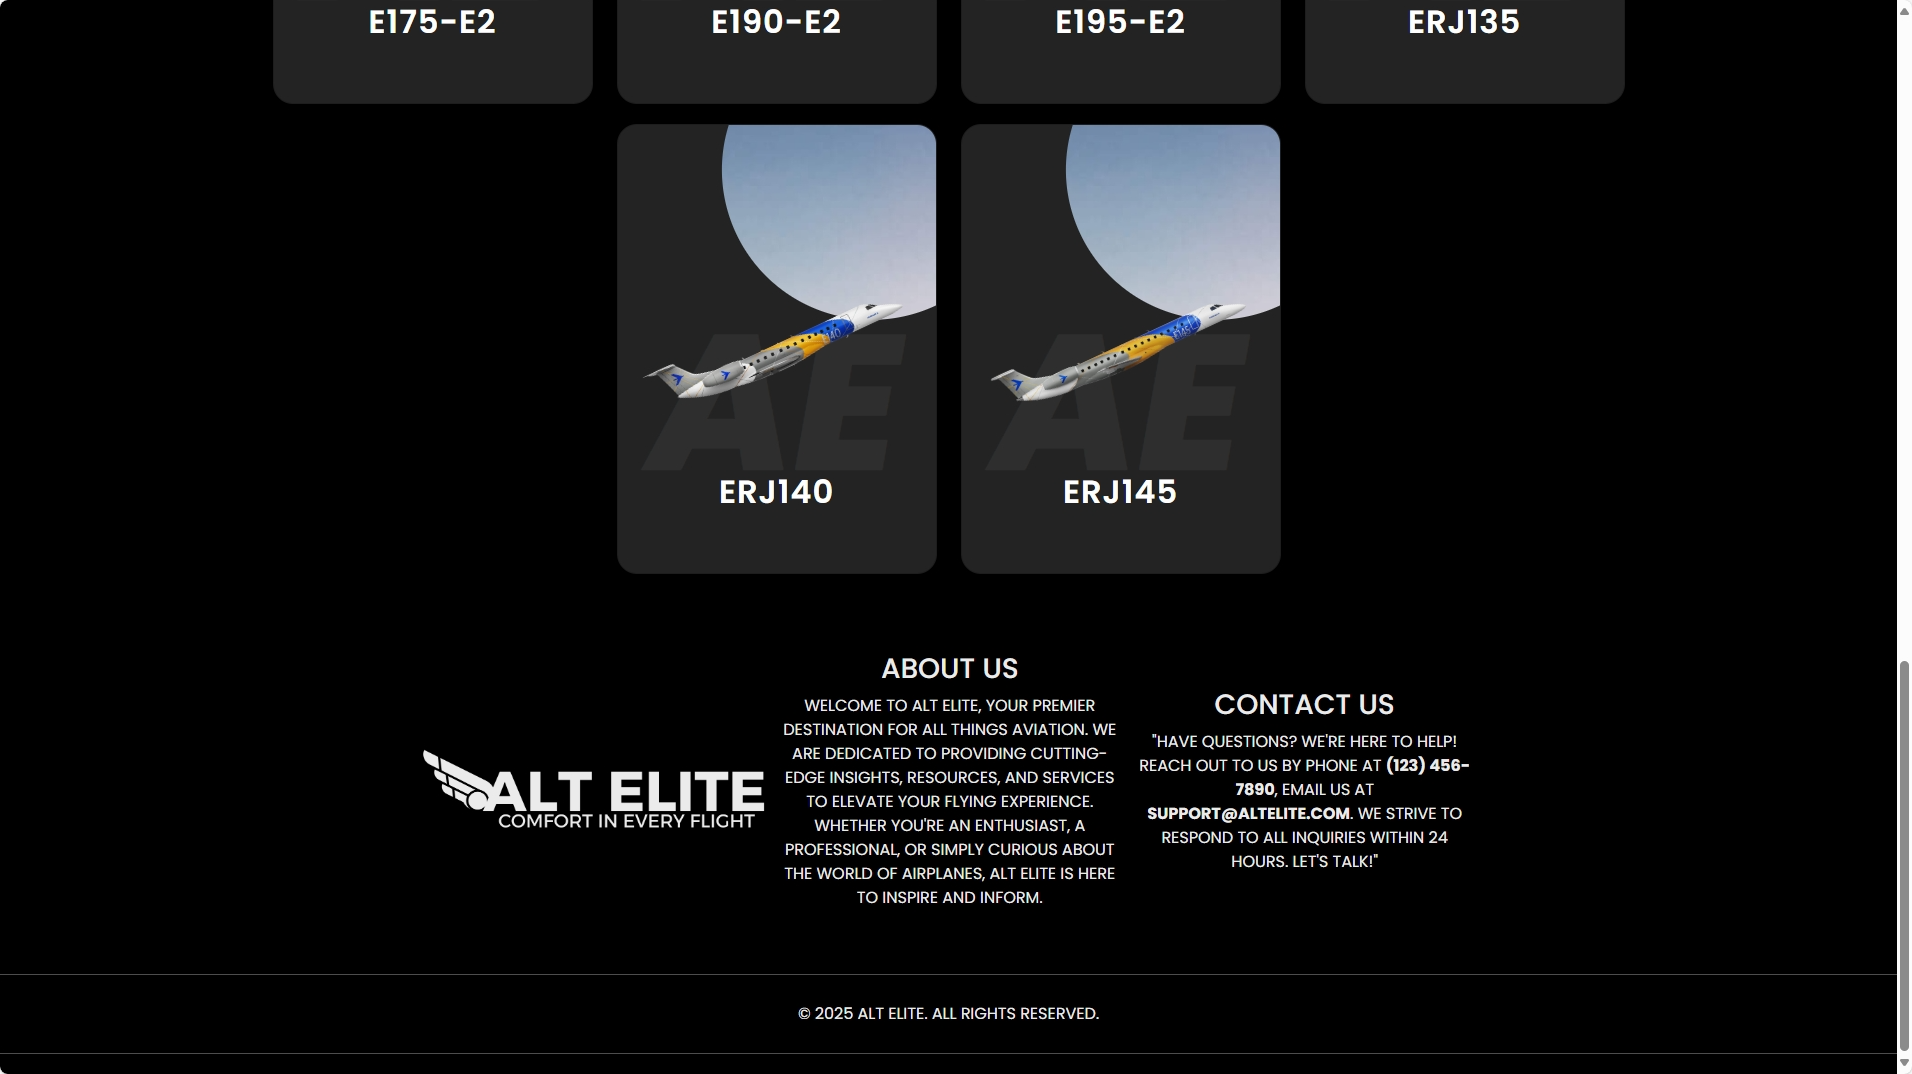 E175-E2
E190-E2
E195-E2
ERJ135
AE
ERJ140
AE
ERJ145
ALT ELITE
COMFORT IN EVERY FLIGHT
ABOUT US
WELCOME TO ALT ELITE, YOUR PREMIER
DESTINATION FOR ALL THINGS AVIATION. WE
ARE DEDICATED TO PROVIDING CUTTING-
EDGE INSIGHTS, RESOURCES, AND SERVICES
TO ELEVATE YOUR FLYING EXPERIENCE.
WHETHER YOU'RE AN ENTHUSIAST, A
PROFESSIONAL, OR SIMPLY CURIOUS ABOUT
THE WORLD OF AIRPLANES, ALT ELITE IS HERE
TO INSPIRE AND INFORM.
CONTACT US
"HAVE QUESTIONS? WE'RE HERE TO HELP!
REACH OUT TO US BY PHONE AT (123) 456-
7890, EMAIL US AT
SUPPORT@ALTELITE.COM. WE STRIVE TO
RESPOND TO ALL INQUIRIES WITHIN 24
HOURS. LET'S TALK!"
© 2025 ALT ELITE. ALL RIGHTS RESERVED.